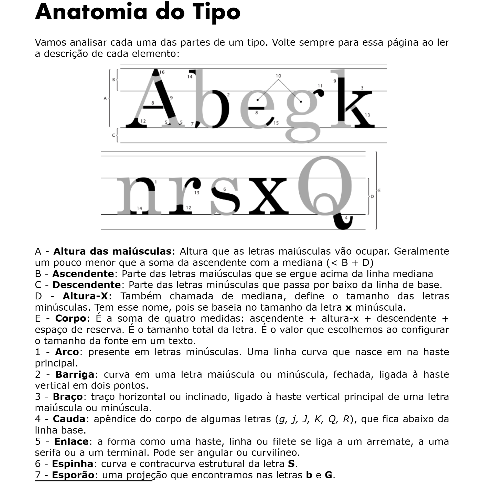 Anatomia do Tipo
Vamos analisar cada uma das partes de um tipo. Volte sempre para essa página ao ler
a descrição de cada elemento:
Abegk
nrsxQ
A - Altura das maiúsculas: Altura que as letras maiúsculas vão ocupar. Geralmente
um pouco menor que a soma da ascendente com a mediana (< B + D)
B - Ascendente: Parte das letras maiúsculas que se ergue acima da linha mediana
C - Descendente: Parte das letras minúsculas que passa por baixo da linha de base.
D - Altura-X: Também chamada de mediana, define o tamanho das letras
minúsculas. Tem esse nome, pois se baseia no tamanho da letra x minúscula.
E - Corpo: É a soma de quatro medidas: ascendente + altura-x + descendente +
espaço de reserva. É o tamanho total da letra. É o valor que escolhemos ao configurar
o tamanho da fonte em um texto.
1 - Arco: presente em letras minúsculas. Uma linha curva que nasce em na haste
principal.
2 - Barriga: curva em uma letra maiúscula ou minúscula, fechada, ligada à haste
vertical em dois pontos.
3 - Braço: traço horizontal ou inclinado, ligado à haste vertical principal de uma letra
maiúscula ou minúscula.
4 - Cauda: apêndice do corpo de algumas letras (g, j, J, K, Q, R), que fica abaixo da
linha base.
5 - Enlace: a forma como uma haste, linha ou filete se liga a um arremate, a uma
serifa ou a um terminal. Pode ser angular ou curvilíneo.
6 - Espinha: curva e contracurva estrutural da letra S.
7 - Esporão: uma projeção que encontramos nas letras b e G.